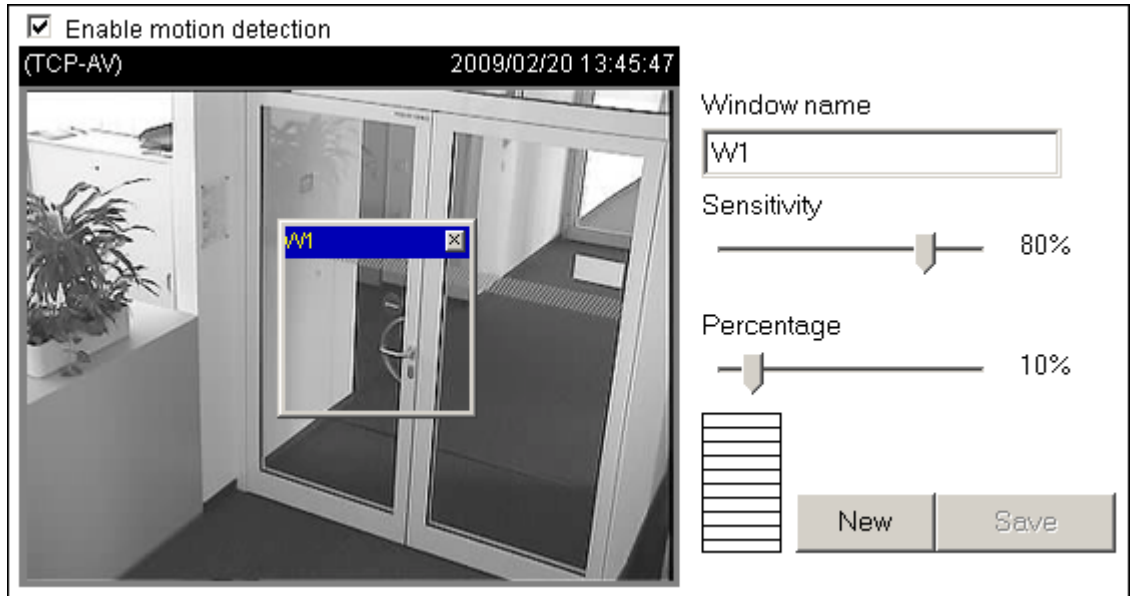 Enable motion detection
(TCP-AV) 2009/02/20 13:45:47
Window name
W1
Sensitivity
80%
W1
Percentage
10%
New
Save